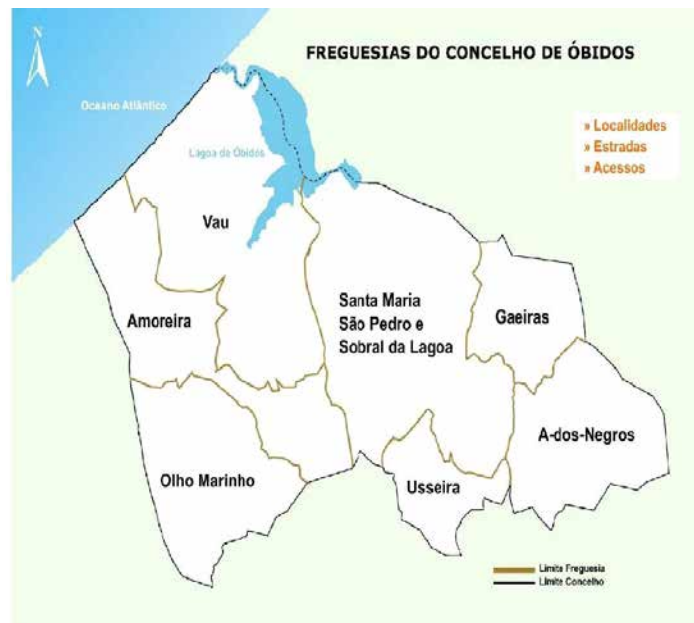 N
FREGUESIAS DO CONCELHO DE ÓBIDOS
Oceano Atlântico
» Localidades
» Estradas
» Acessos
Lagoa de Óbidos
Vau
Santa Maria
São Pedro e
Sobral da Lagoa
Gaeiras
Amoreira
A-dos-Negros
Olho Marinho
Usseira
Limite Freguesia
Limite Concelho